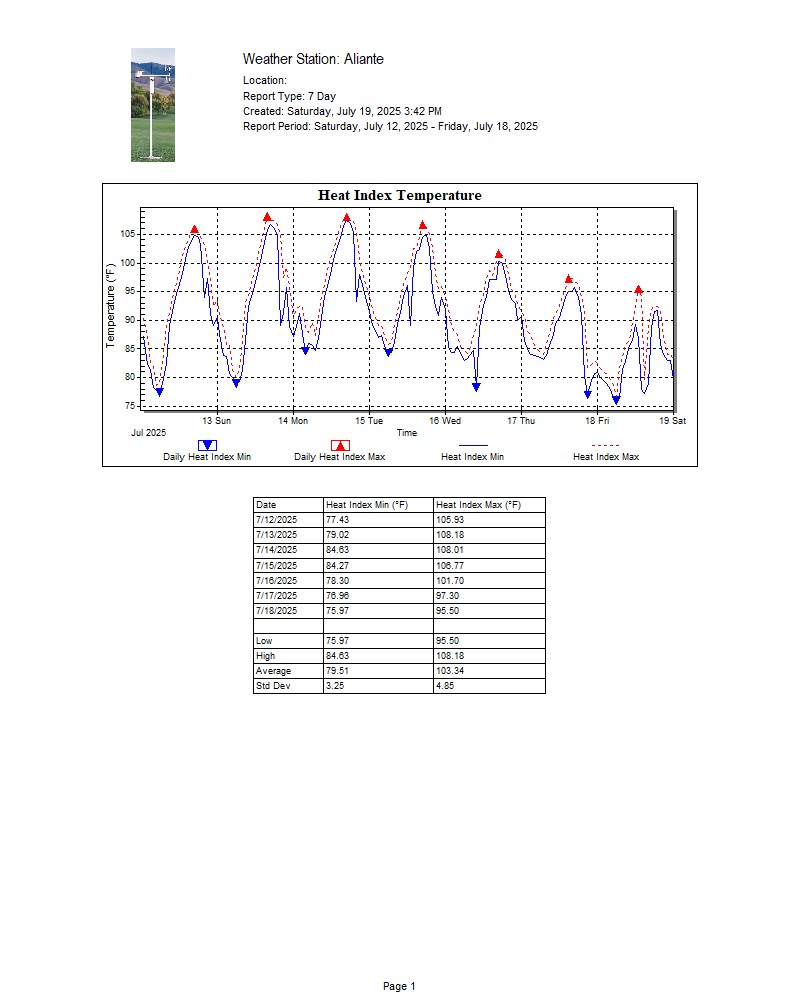 Weather Station: Aliante
Location:
Report Type: 7 Day
Created: Saturday, July 19, 2025 3:42 PM
Report Period: Saturday, July 12, 2025 - Friday, July 18, 2025
Heat Index Temperature
Temperature (°F)
105
100
95
90
85
80
75
13 Sun 14 Mon 15 Tue 16 Wed 17 Thu 18 Fri 19 Sat
Jul 2025 Time
Daily Heat Index Min Daily Heat Index Max Heat Index Min Heat Index Max
Date Heat Index Min (°F) Heat Index Max (°F)
7/12/2025 77.43 105.93
7/13/2025 79.02 108.18
7/14/2025 84.63 108.01
7/15/2025 84.27 106.77
7/16/2025 78.30 101.70
7/17/2025 76.96 97.30
7/18/2025 75.97 95.50
Low 75.97 95.50
High 84.63 108.18
Average 79.51 103.34
Std Dev 3.25 4.85
Page 1